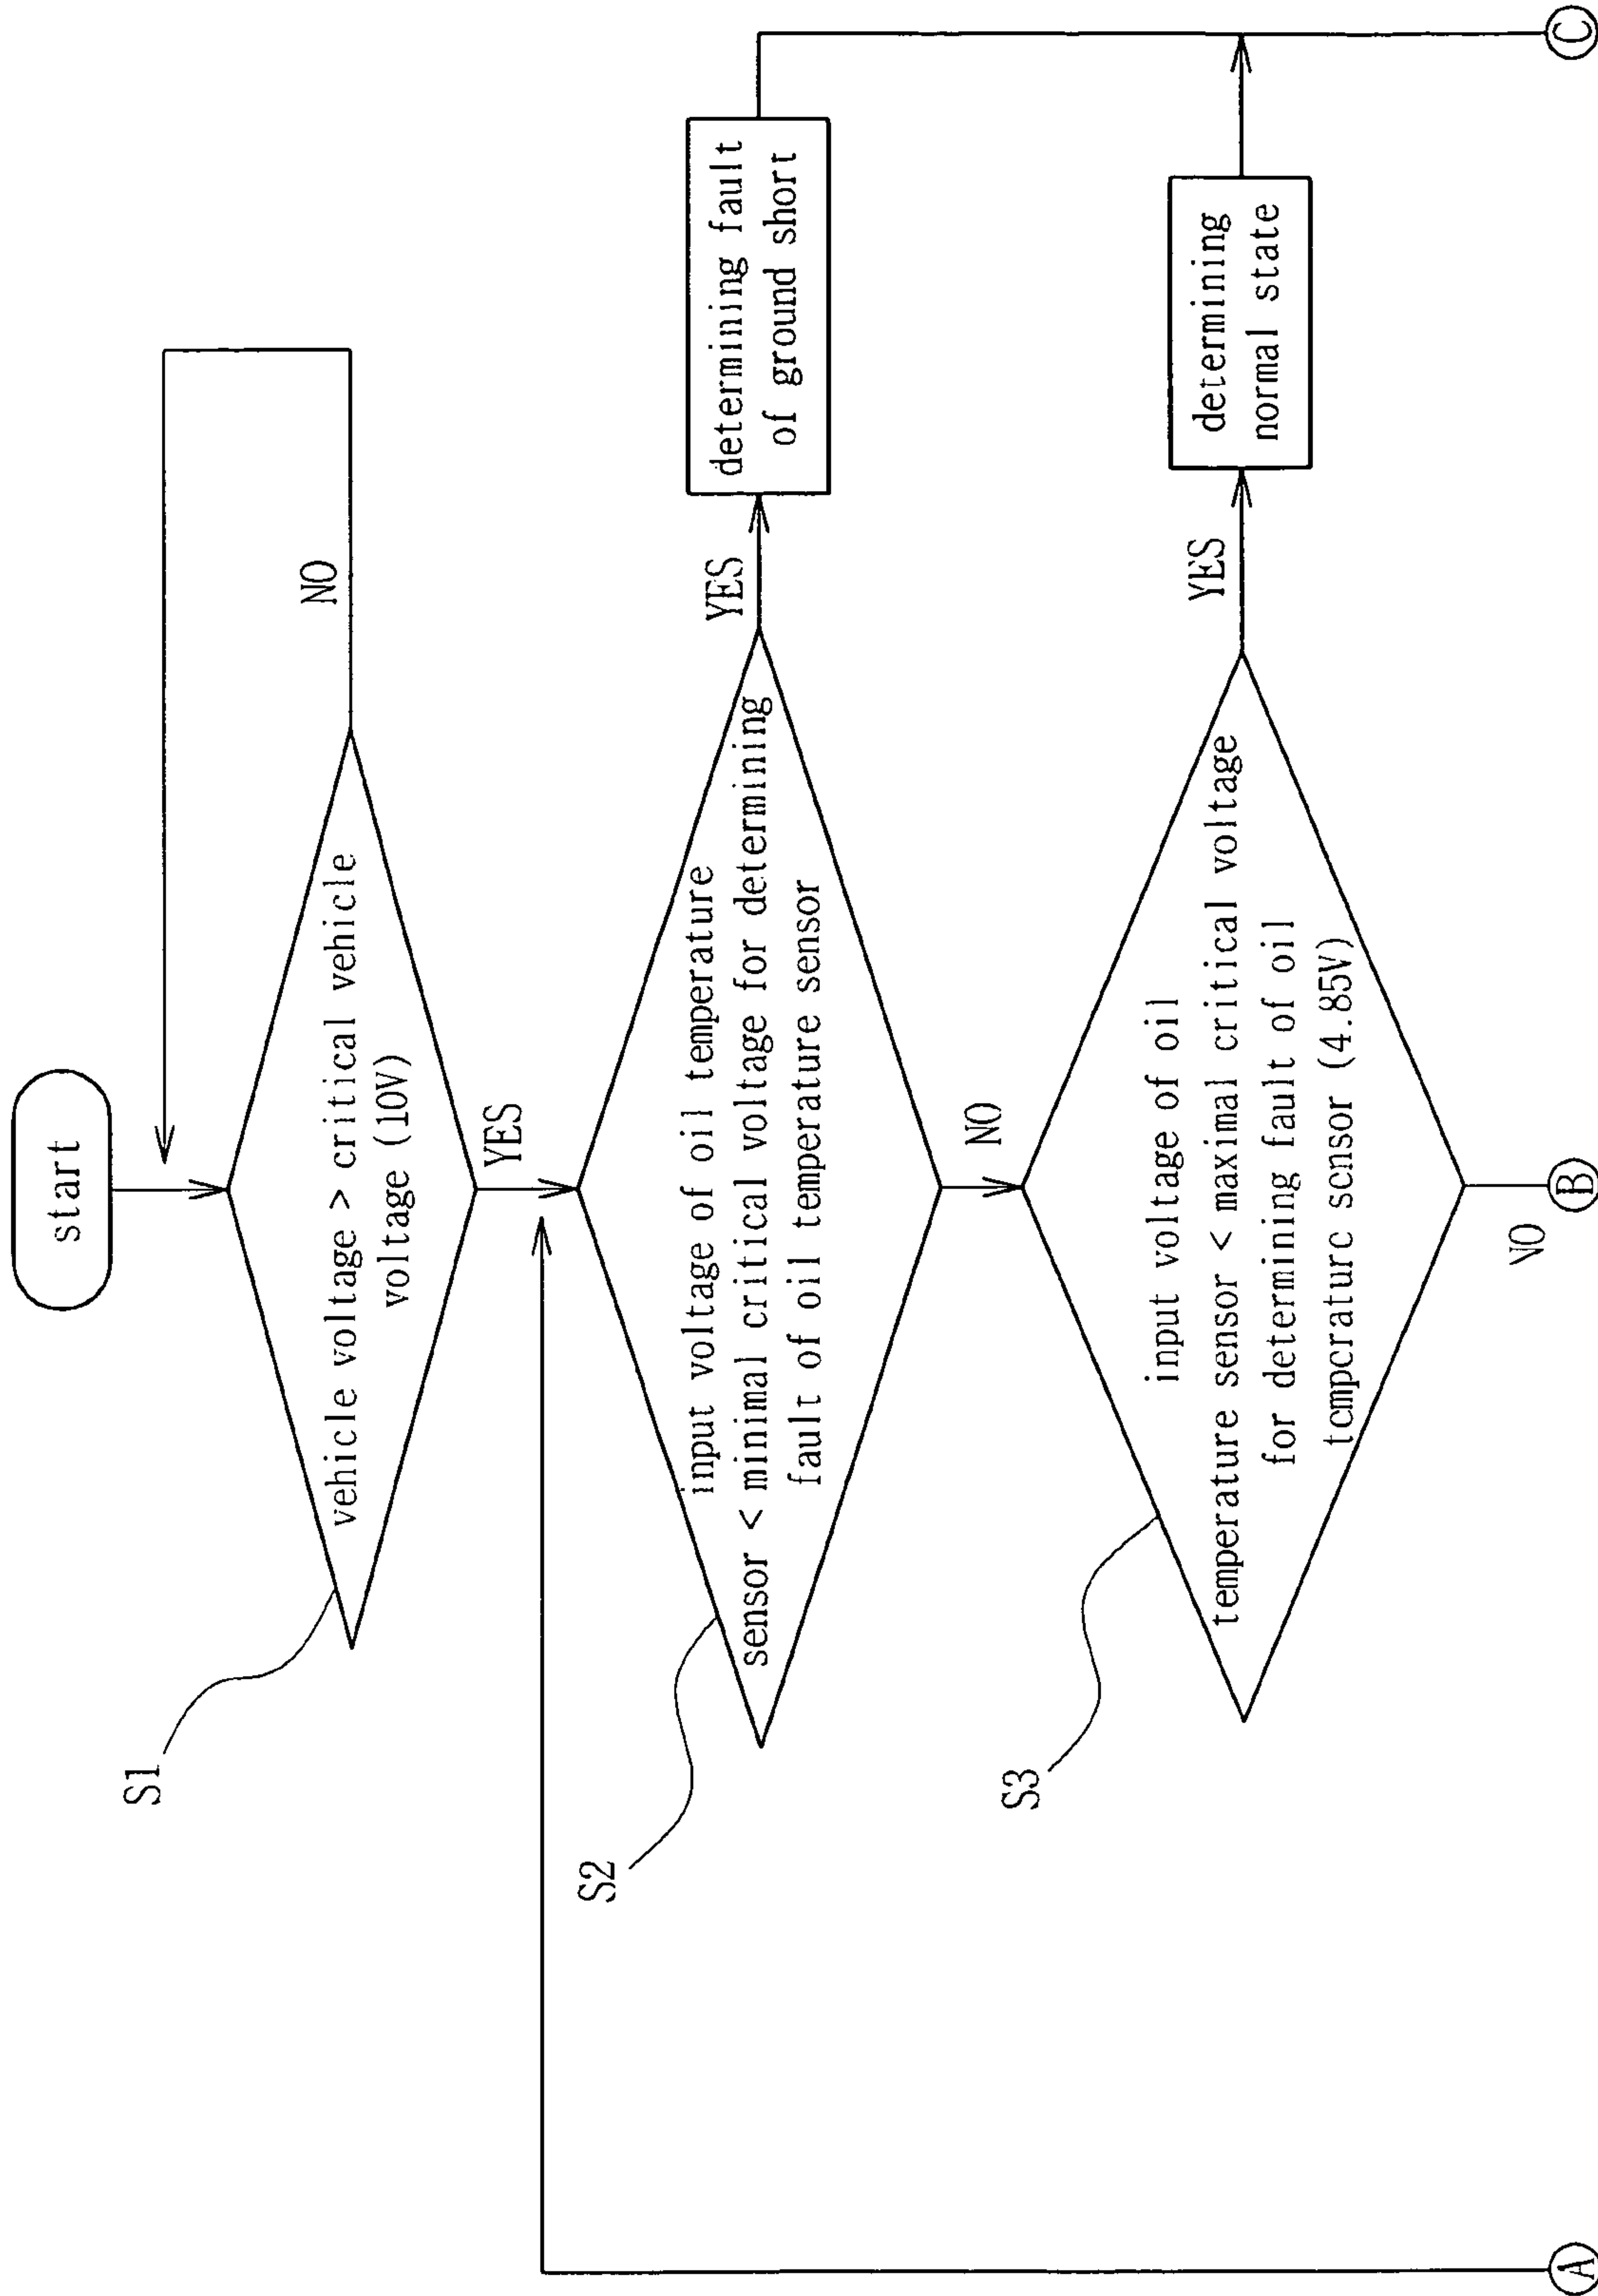 start
S1
vehicle voltage > critical vehicle
voltage (10V)
NO
YES
S2
input voltage of oil temperature
sensor < minimal critical voltage for determining
fault of oil temperature sensor
YES
determining fault
of ground short
NO
S3
input voltage of oil
temperature sensor < maximal critical voltage
for determining fault of oil
temperature sensor (4.85V)
YES
determining
normal state
NO
A
B
C